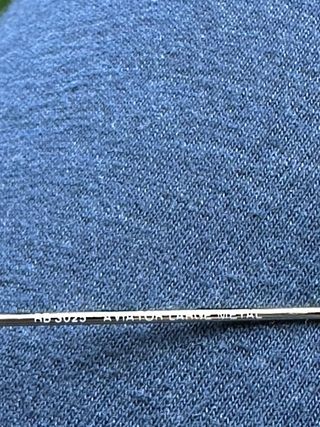 RB 3025 AVIATOR LARGE METAL